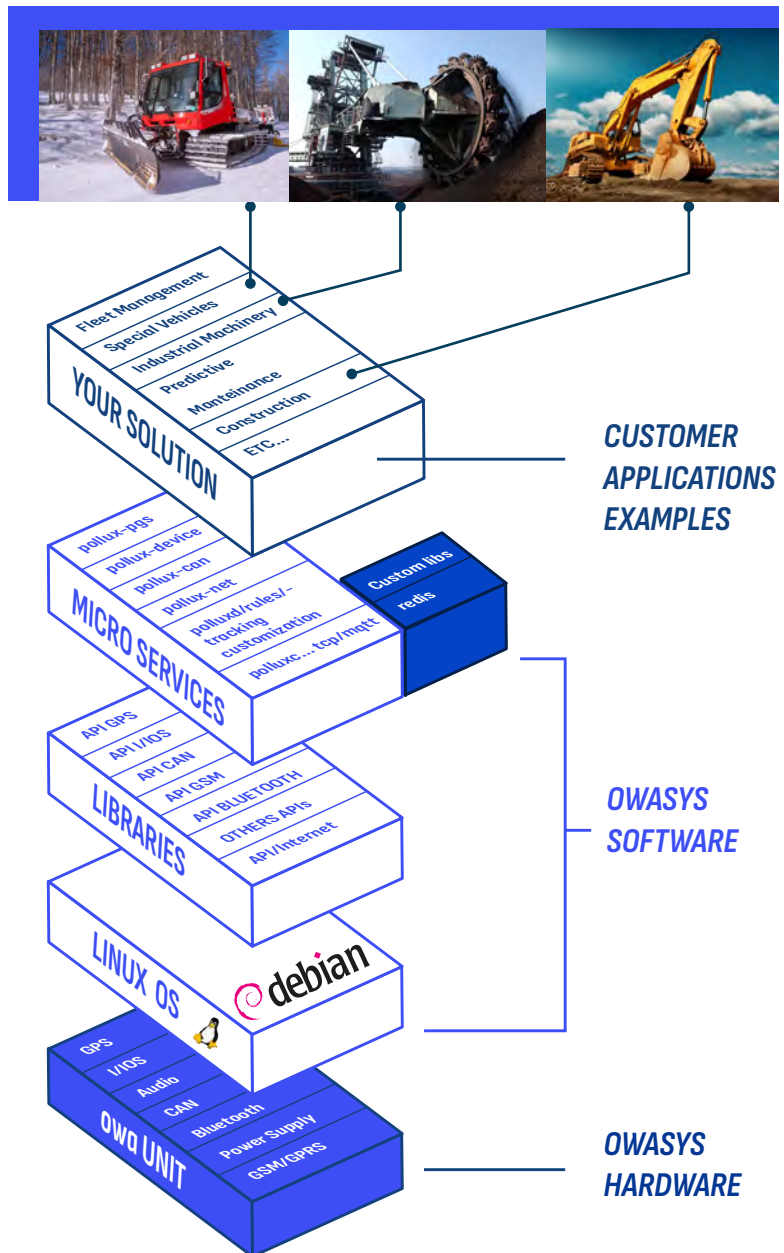 Fleet Management
Special Vehicles
Industrial Machinery
Predictive
Manteinance
Construction
ETC...
YOUR SOLUTION
CUSTOMER
APPLICATIONS
EXAMPLES
pollux-pgs
pollux-device
pollux-can
pollux-net
polluxd/rules/-
tracking
customization
polluxc... tcp/mqtt
MICRO SERVICES
Custom libs
redis
API GPS
API I/IOS
API CAN
API GSM
API BLUETOOTH
OTHERS APIs
API/Internet
LIBRARIES
OWASYS
SOFTWARE
LINUX OS
debian
GPS
I/IOS
Audio
CAN
Bluetooth
Power Supply
GSM/GPRS
owa UNIT
OWASYS
HARDWARE